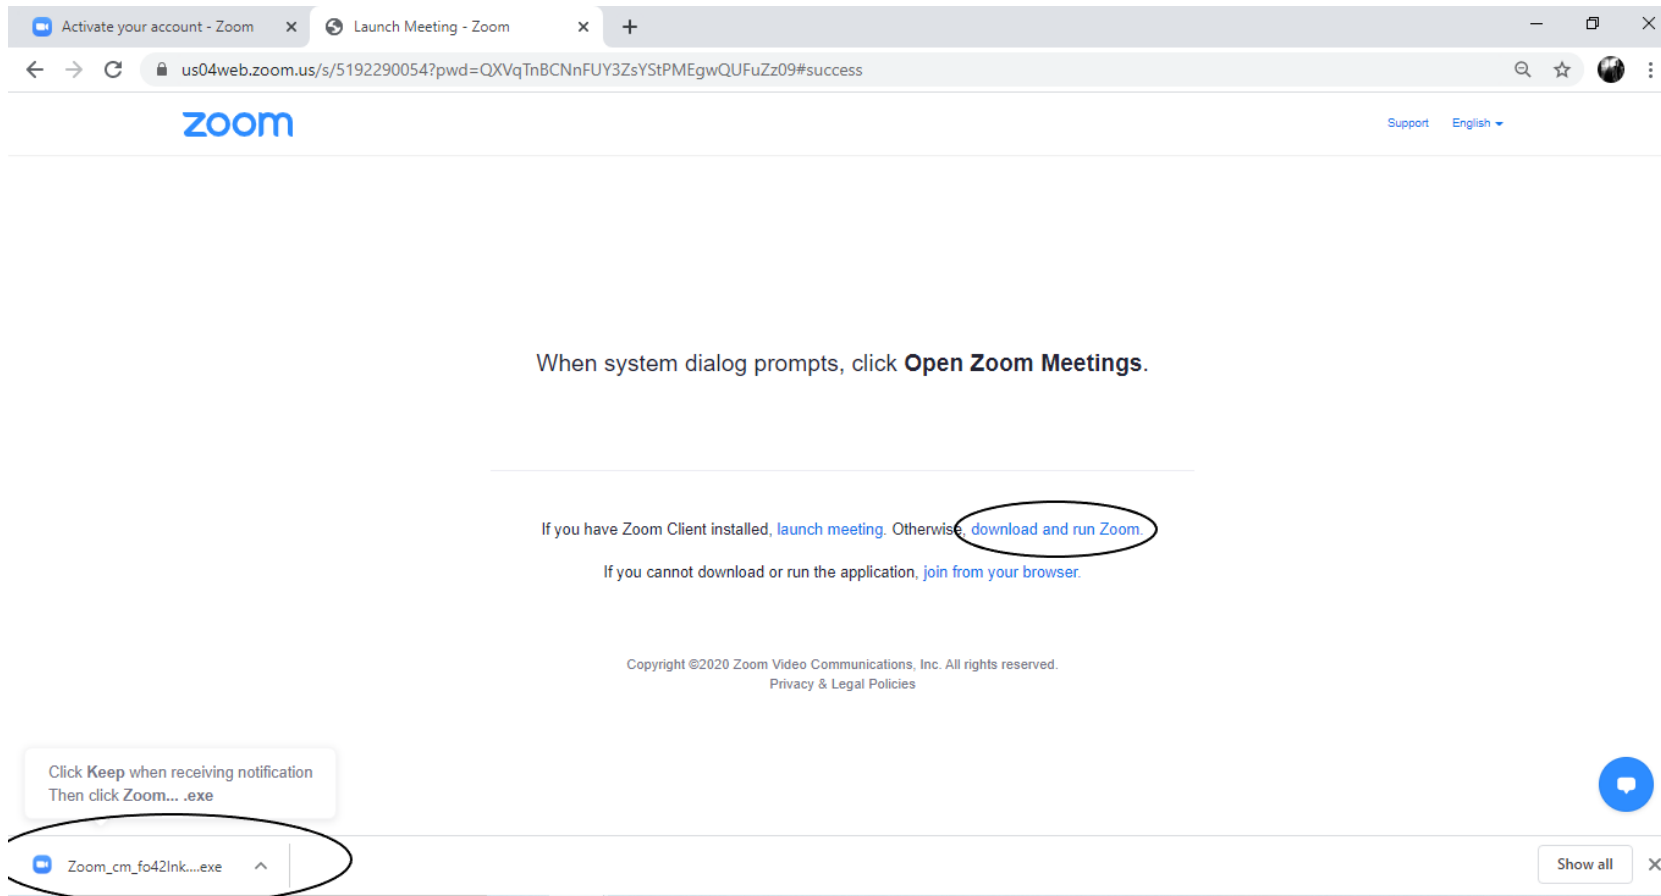 Activate your account - Zoom
Launch Meeting - Zoom
us04web.zoom.us/s/5192290054?pwd=QXVqTnBCNnFUY3ZsYStPMEgwQUFuZz09#success
zoom
Support English
When system dialog prompts, click Open Zoom Meetings.
If you have Zoom Client installed, launch meeting. Otherwise, download and run Zoom.
If you cannot download or run the application, join from your browser.
Copyright ©2020 Zoom Video Communications, Inc. All rights reserved.
Privacy & Legal Policies
Click Keep when receiving notification
Then click Zoom... .exe
Zoom_cm_fo42lnk....exe
Show all